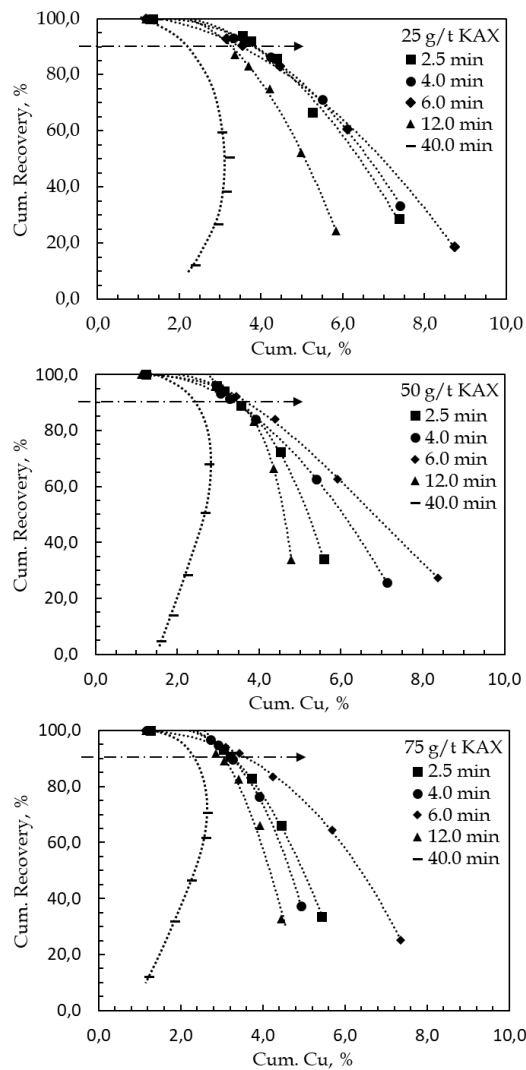 100,0
80,0
60,0
40,0
20,0
0,0
Cum. Recovery, %
25 g/t KAX
2.5 min
4.0 min
6.0 min
12.0 min
40.0 min
0,0 2,0 4,0 6,0 8,0 10,0
Cum. Cu, %
100,0
80,0
60,0
40,0
20,0
0,0
Cum. Recovery, %
50 g/t KAX
2.5 min
4.0 min
6.0 min
12.0 min
40.0 min
0,0 2,0 4,0 6,0 8,0 10,0
Cum. Cu, %
100,0
80,0
60,0
40,0
20,0
0,0
Cum. Recovery, %
75 g/t KAX
2.5 min
4.0 min
6.0 min
12.0 min
40.0 min
0,0 2,0 4,0 6,0 8,0 10,0
Cum. Cu, %